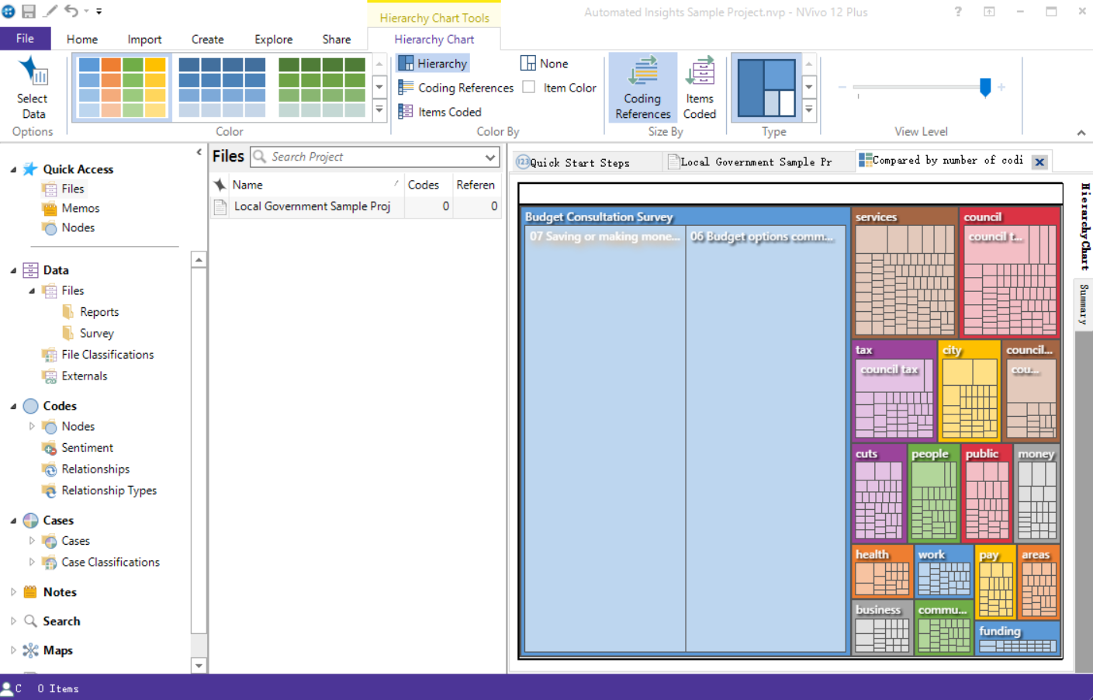 Hierarchy Chart Tools
Automated Insights Sample Project.nvp - NVivo 12 Plus
File
Home
Import
Create
Explore
Share
Hierarchy Chart
Select
Data
Options
Color
Hierarchy
None
Coding References
Item Color
Items Coded
Color By
Coding
References
Items
Coded
Size By
Type
View Level
Quick Access
Files
Memos
Nodes
Data
Files
Reports
Survey
File Classifications
Externals
Codes
Nodes
Sentiment
Relationships
Relationship Types
Cases
Cases
Case Classifications
Notes
Search
Maps
Files
Search Project
Name
Codes
Referen
Local Government Sample Proj
0
0
Quick Start Steps
Local Government Sample Pr
Compared by number of codi
Budget Consultation Survey
07 Saving or making mone...
06 Budget options comm...
services
council
council t...
tax
council tax
city
council...
cou...
cuts
people
public
money
health
work
pay
areas
business
commu...
funding
HierarchyChart
Summary
C
0 Items